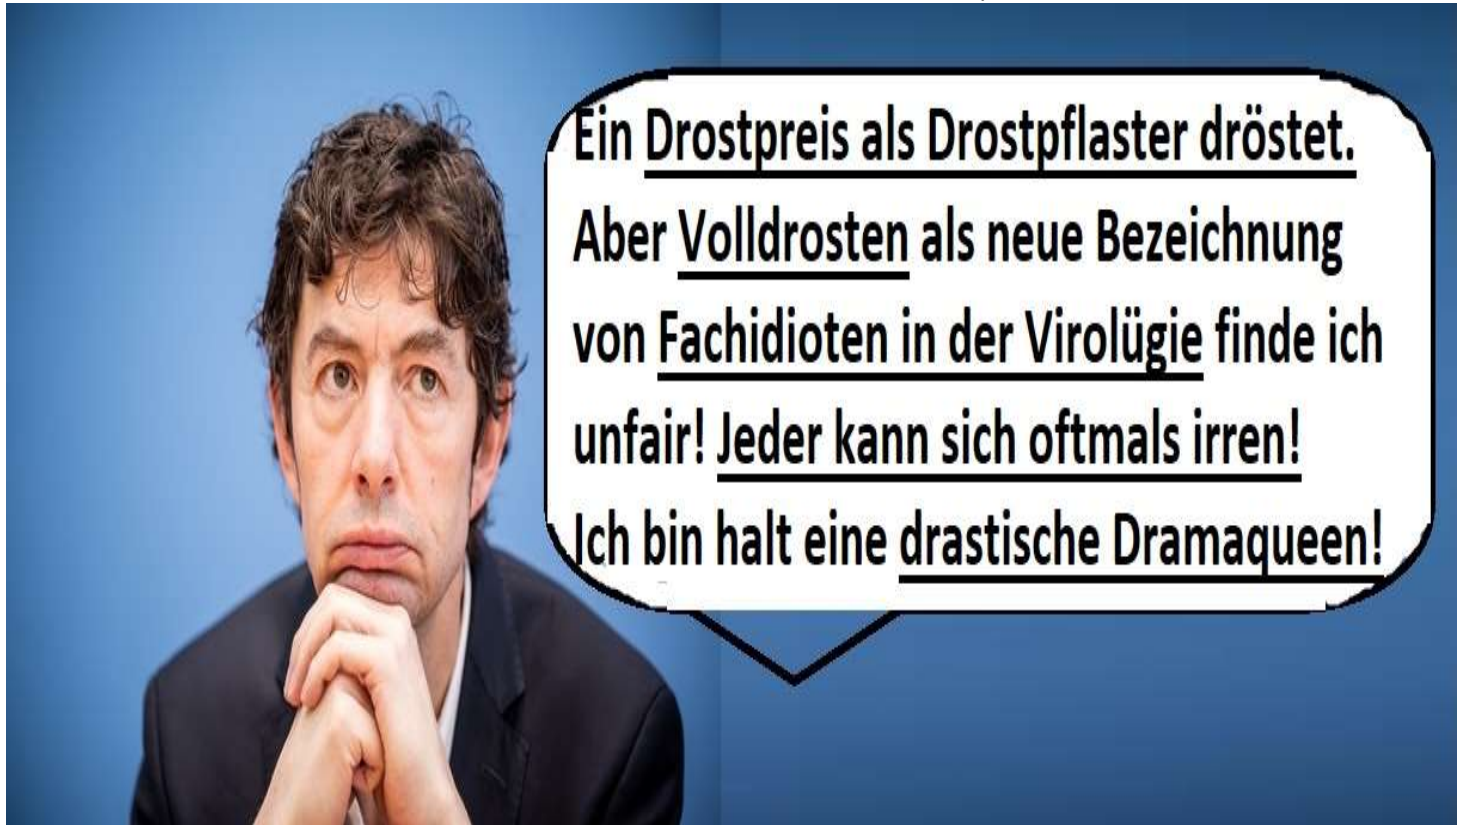 Ein Drostpreis als Drostpflaster dröstet.
Aber Volldrosten als neue Bezeichnung
von Fachidioten in der Virolügie finde ich
unfair! Jeder kann sich oftmals irren!
Ich bin halt eine drastische Dramaqueen!